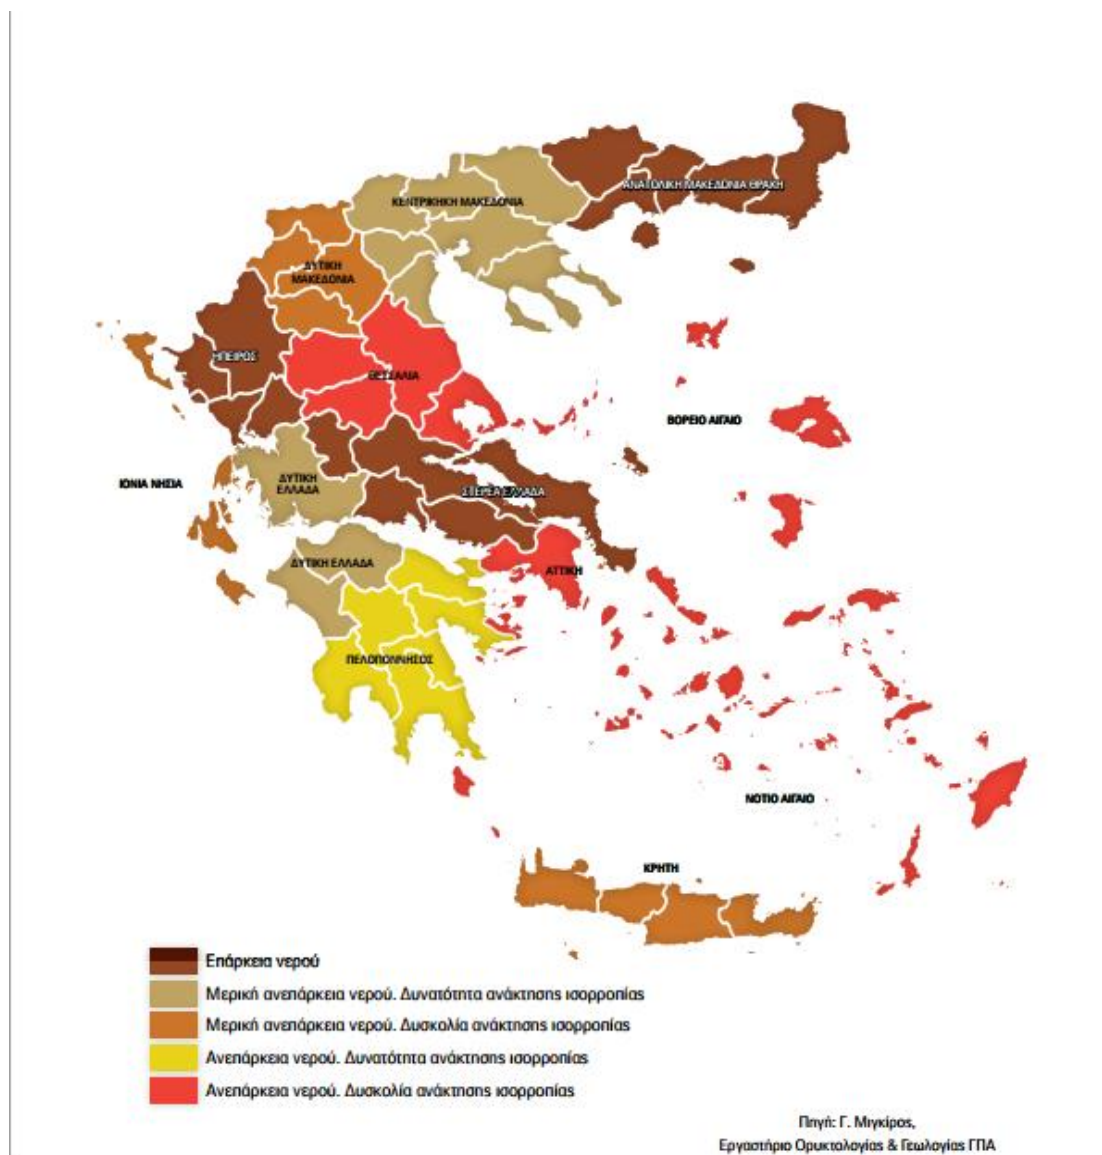 ΑΝΑΤΟΛΙΚΗ ΜΑΚΕΔΟΝΙΑ ΘΡΑΚΗ
ΚΕΝΤΡΙΚΗΚΗ ΜΑΚΕΔΟΝΙΑ
ΔΥΤΙΚΗ
ΜΑΚΕΔΟΝΙΑ
ΗΠΕΙΡΟΣ
ΘΕΣΣΑΛΙΑ
ΒΟΡΕΙΟ ΑΙΓΑΙΟ
ΙΟΝΙΑ ΝΗΣΙΑ
ΔΥΤΙΚΗ
ΕΛΛΑΔΑ
ΣΤΕΡΕΑ ΕΛΛΑΔΑ
ΔΥΤΙΚΗ ΕΛΛΑΔΑ
ΑΤΤΙΚΗ
ΠΕΛΟΠΟΝΝΗΣΟΣ
ΝΟΤΙΟ ΑΙΓΑΙΟ
ΚΡΗΤΗ
Επάρκεια νερού
Μερική ανεπάρκεια νερού. Δυνατότητα ανάκτησης ισορροπίας
Μερική ανεπάρκεια νερού. Δυσκολία ανάκτησης ισορροπίας
Ανεπάρκεια νερού. Δυνατότητα ανάκτησης ισορροπίας
Ανεπάρκεια νερού. Δυσκολία ανάκτησης ισορροπίας
Πηγή: Γ. Μιγκίρος,
Εργαστήριο Ορυκτολογίας & Γεωλογίας ΓΠΑ